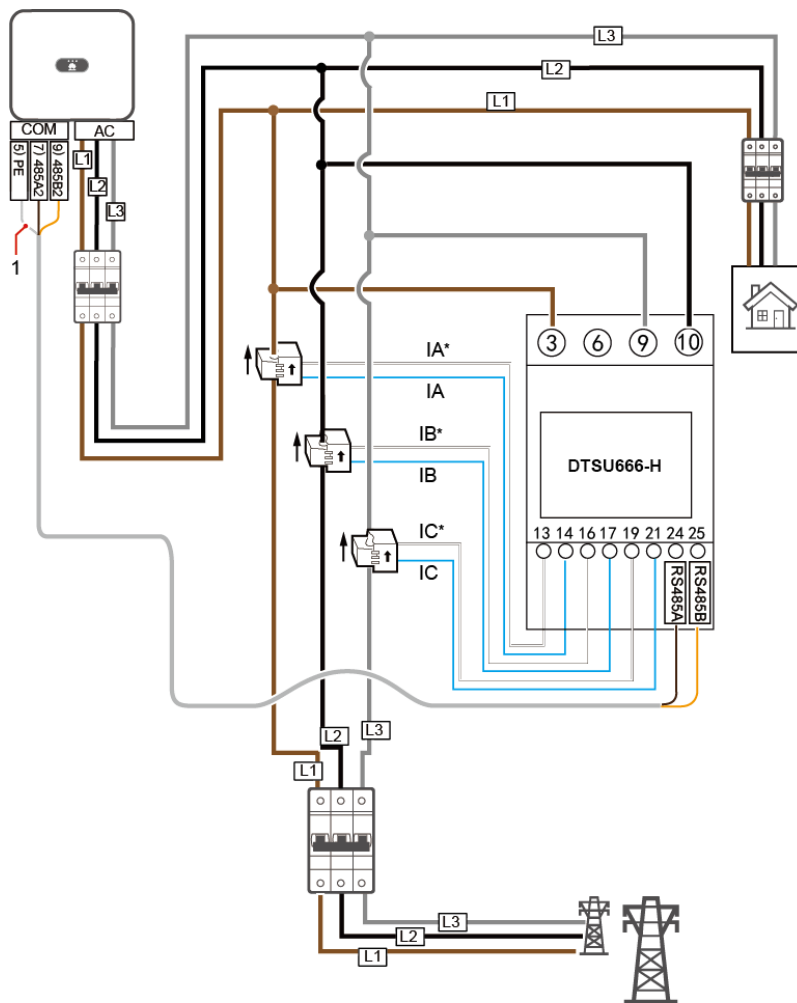 L3
L2
L1
COM
AC
5) PE
7) 485A2
9) 485B2
L1
L2
L3
1
3
6
9
10
IA*
IA
IB*
IB
IC*
IC
DTSU666-H
13 14 16 17 19 21 24 25
RS485A
RS485B
L3
L2
L1
L3
L2
L1